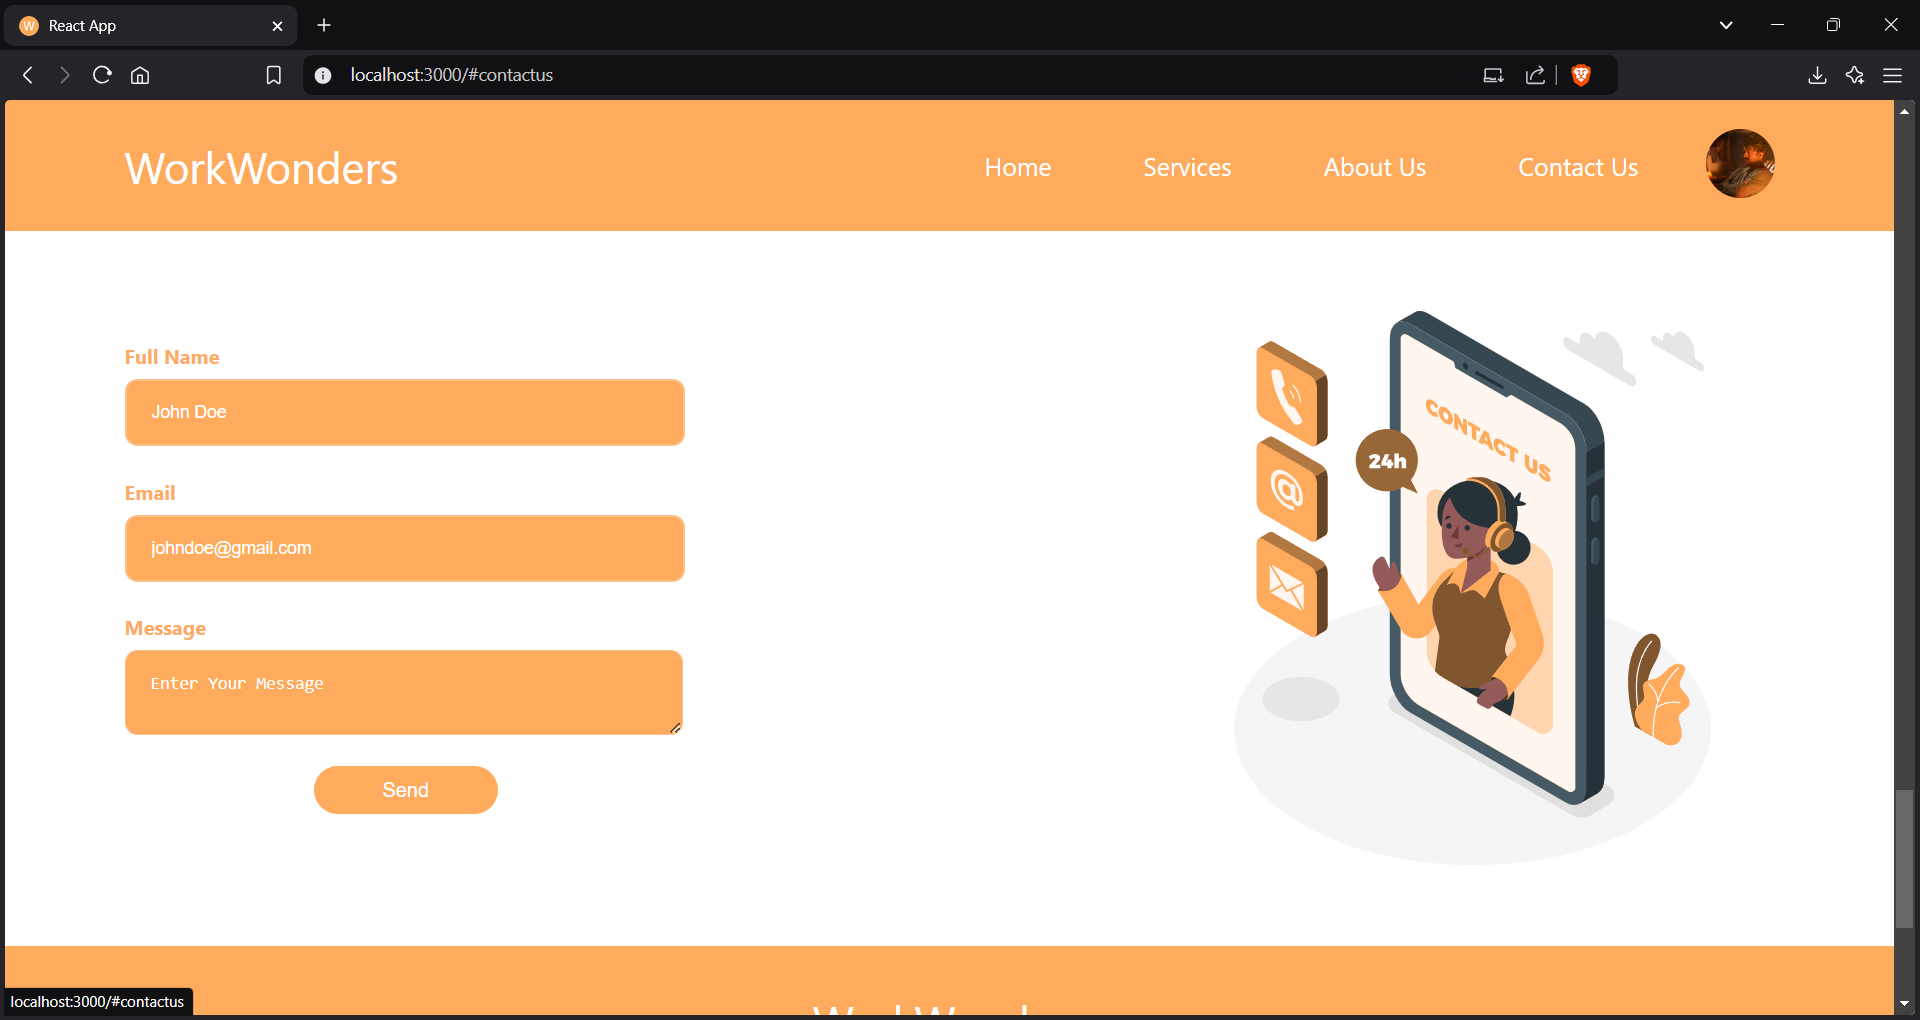 W React App
localhost:3000/#contactus
WorkWonders
Home Services About Us Contact Us
Full Name
John Doe
Email
johndoe@gmail.com
Message
Enter Your Message
Send
CONTACT US
24h
@
localhost:3000/#contactus